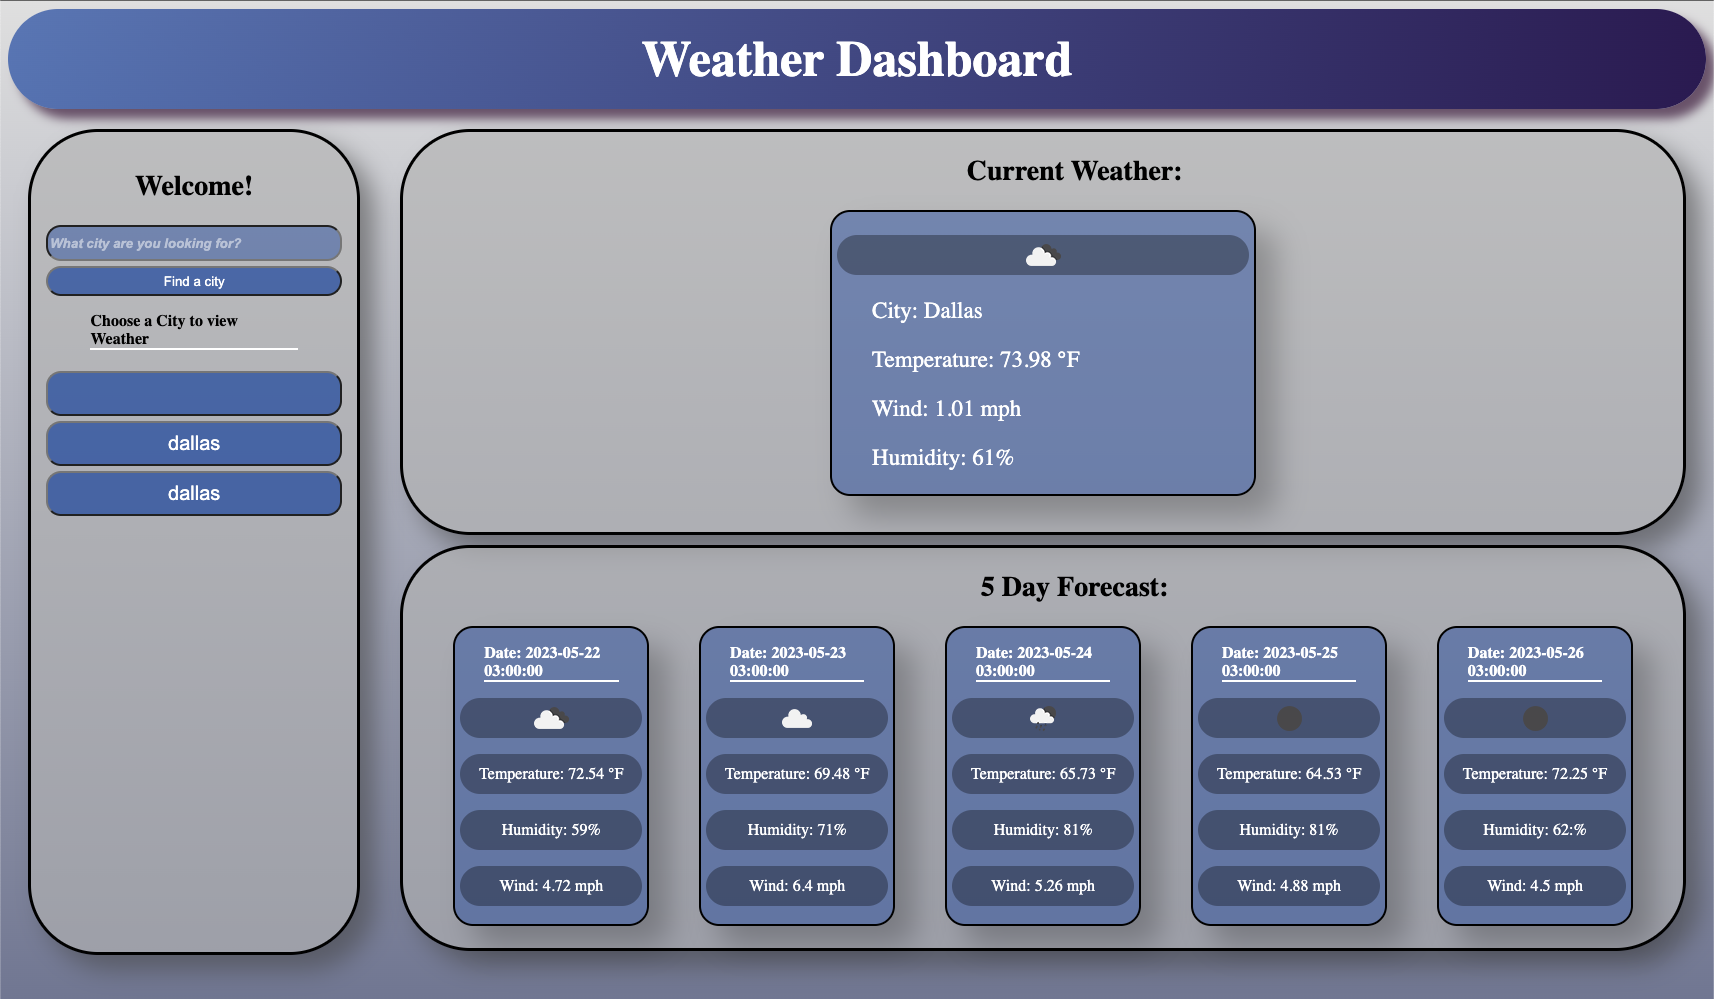 Weather Dashboard
Welcome!
What city are you looking for?
Find a city
Choose a City to view
Weather
dallas
dallas
Current Weather:
City: Dallas
Temperature: 73.98 °F
Wind: 1.01 mph
Humidity: 61%
5 Day Forecast:
Date: 2023-05-22
03:00:00
Temperature: 72.54 °F
Humidity: 59%
Wind: 4.72 mph
Date: 2023-05-23
03:00:00
Temperature: 69.48 °F
Humidity: 71%
Wind: 6.4 mph
Date: 2023-05-24
03:00:00
Temperature: 65.73 °F
Humidity: 81%
Wind: 5.26 mph
Date: 2023-05-25
03:00:00
Temperature: 64.53 °F
Humidity: 81%
Wind: 4.88 mph
Date: 2023-05-26
03:00:00
Temperature: 72.25 °F
Humidity: 62:%
Wind: 4.5 mph